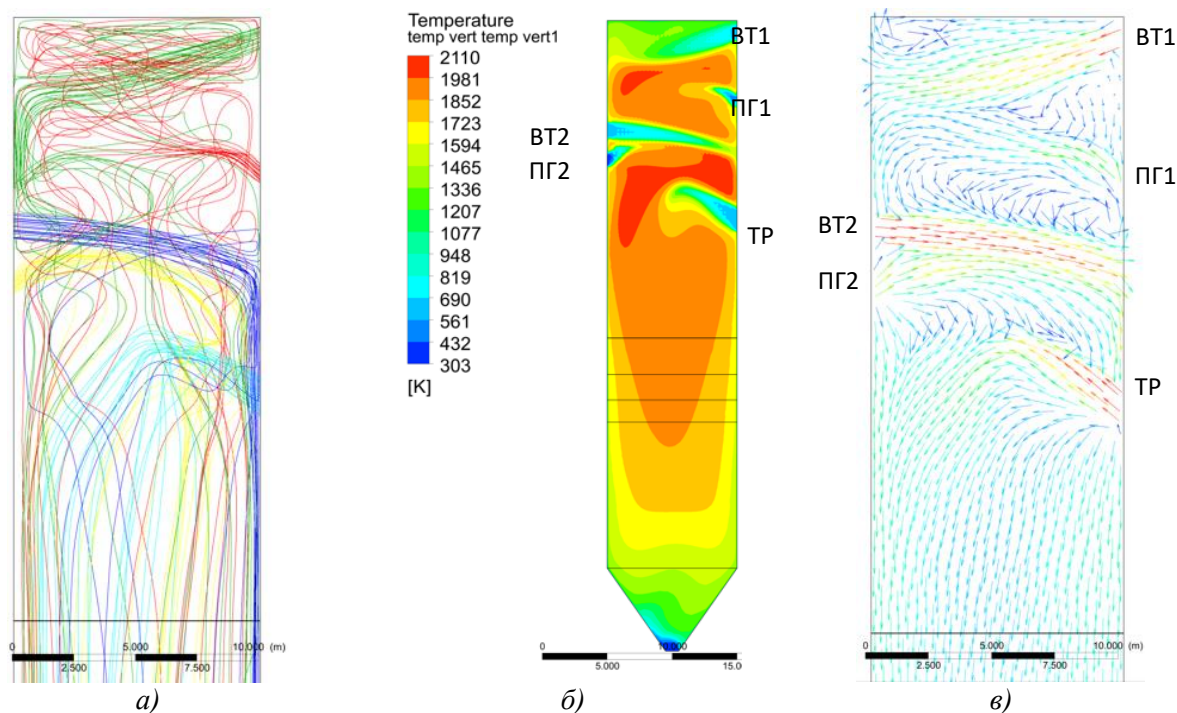 Temperature
temp vert temp vert1
2110
1981
1852
1723
1594
1465
1336
1207
1077
948
819
690
561
432
303
[K]
ВТ1
ПГ1
ВТ2
ПГ2
ТР
ВТ1
ПГ1
ВТ2
ПГ2
ТР
0 5.000 10.000 (m)
2.500 7.500
0 10.000
5.000 15.0
0 5.000 10.000 (m)
2.500 7.500
а) б) в)